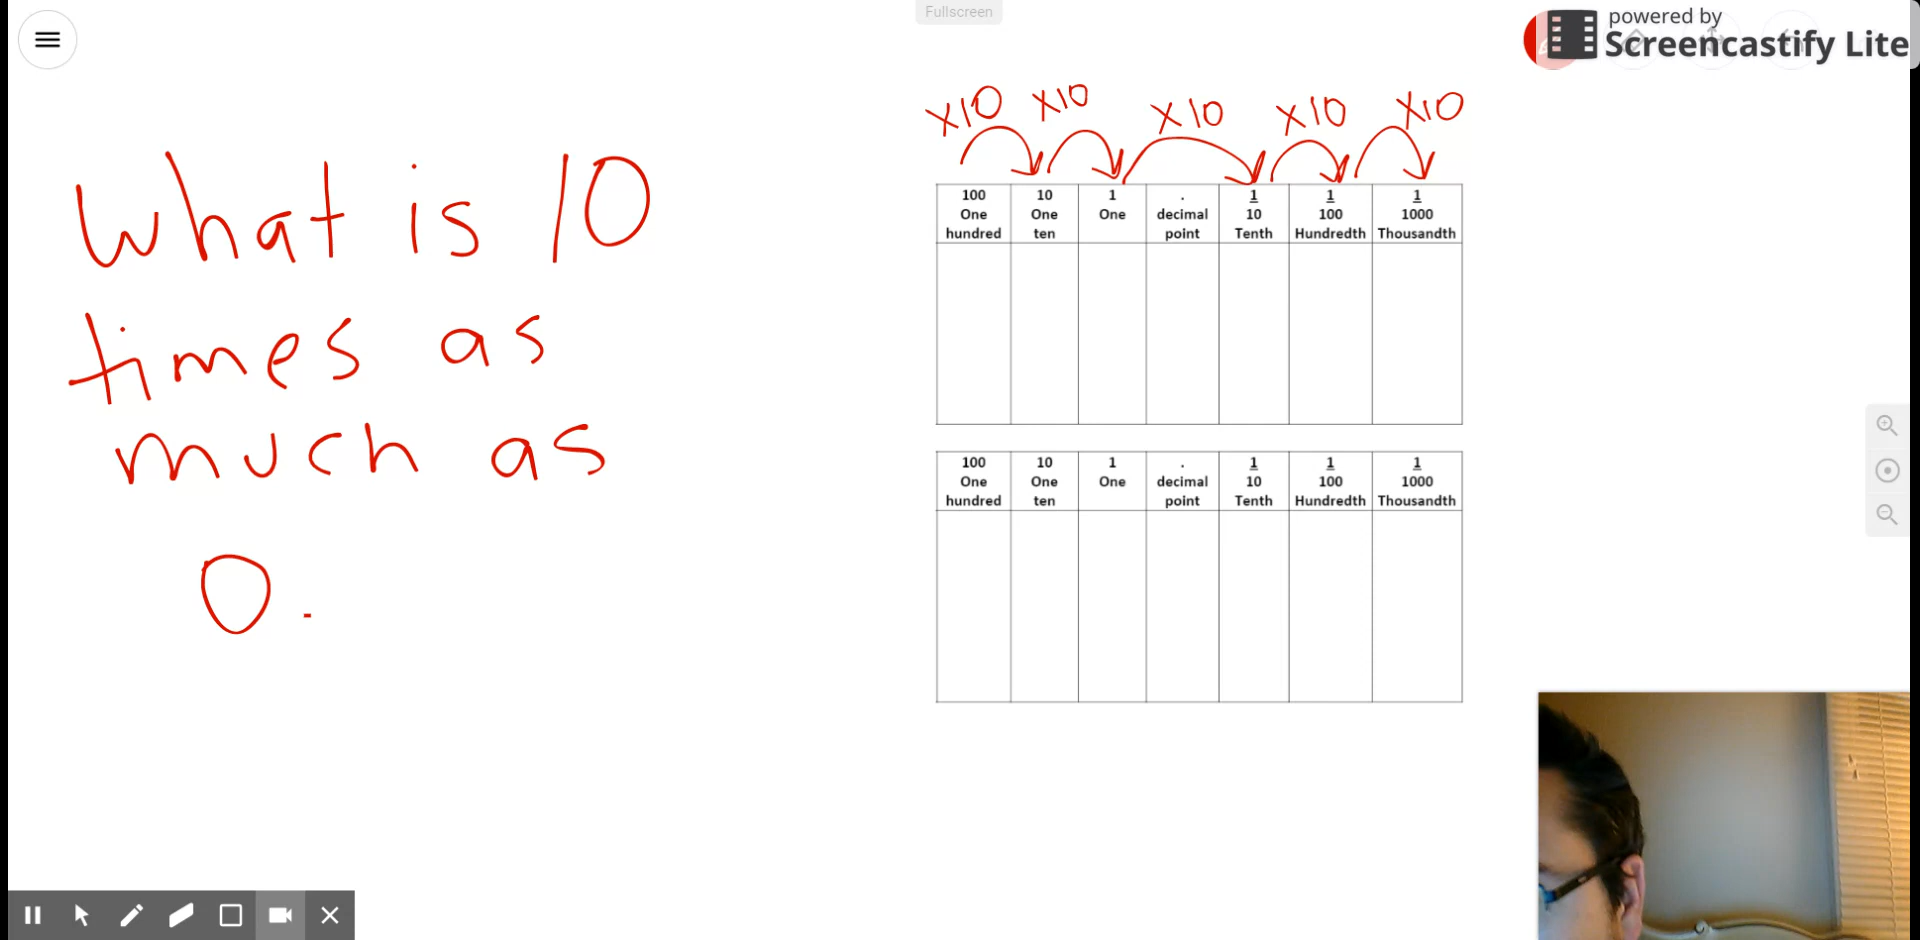 Fullscreen
powered by
Screencastify Lite
What is 10
times as
much as
0.
x10 x10 x10 x10 x10
100 10 1 . 1 1 1
One One One decimal 10 100 1000
hundred ten point Tenth Hundredth Thousandth
100 10 1 . 1 1 1
One One One decimal 10 100 1000
hundred ten point Tenth Hundredth Thousandth